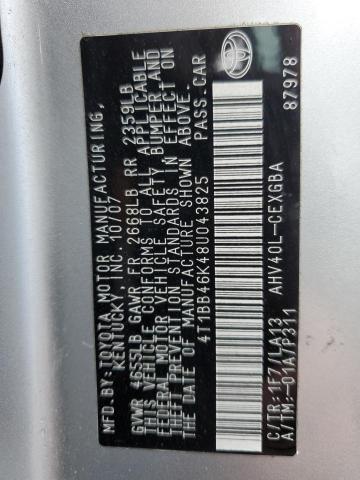 MFD.BY:TOYOTA MOTOR MANUFACTURING,
KENTUCKY,INC. 10/07
GVWR 4655LB GAWR FR 2668LB RR 2359LB
THIS VEHICLE CONFORMS TO ALL APPLICABLE
FEDERAL MOTOR VEHICLE SAFETY, BUMPER AND
THEFT PREVENTION STANDARDS IN EFFECT ON
THE DATE OF MANUFACTURE SHOWN ABOVE.
4T1BB46K48U043825 PASS.CAR
C/TR:1F7/LA13 AHV40L-CEXGBA
A/TM:-01A/P311 87978
TOYOTA